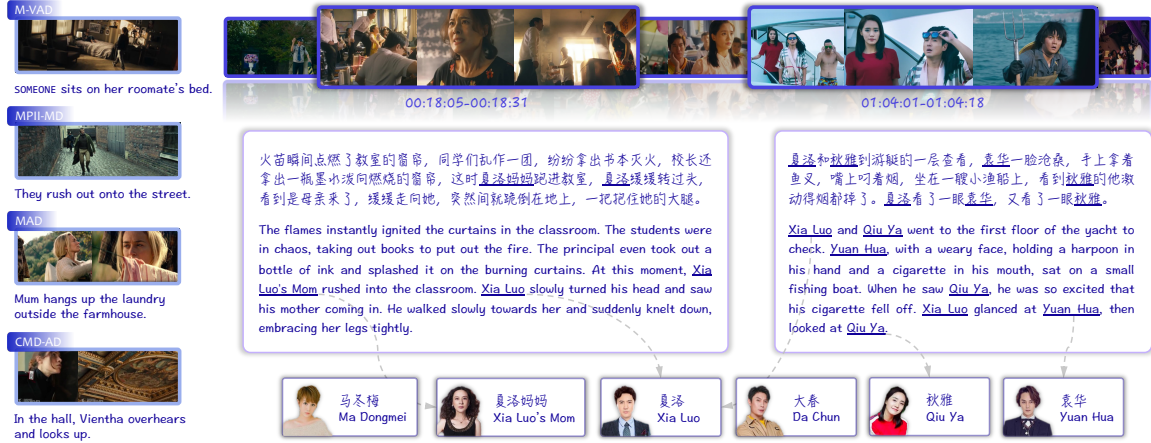 M-VAD
SOMEONE sits on her roomate's bed.
MPII-MD
They rush out onto the street.
MAD
Mum hangs up the laundry
outside the farmhouse.
CMD-AD
In the hall, Vientha overhears
and looks up.
00:18:05-00:18:31
火苗瞬间点燃了教室的窗帘，同学们乱作一团，纷纷拿出书本灭火，校长还
拿出一瓶墨水泼向燃烧的窗帘，这时夏洛妈妈跑进教室，夏洛缓缓转过头，
看到是母亲来了，缓缓走向她，突然间就跪倒在地上，一把抱住她的大腿。
The flames instantly ignited the curtains in the classroom. The students were
in chaos, taking out books to put out the fire. The principal even took out a
bottle of ink and splashed it on the burning curtains. At this moment, Xia
Luo's Mom rushed into the classroom. Xia Luo slowly turned his head and saw
his mother coming in. He walked slowly towards her and suddenly knelt down,
embracing her legs tightly.
01:04:01-01:04:18
夏洛和秋雅到游艇的一层查看，袁华一脸沧桑，手上拿着
鱼叉，嘴上叼着烟，坐在一艘小渔船上，看到秋雅的他激
动得烟都掉了。夏洛看了一眼袁华，又看了一眼秋雅。
Xia Luo and Qiu Ya went to the first floor of the yacht to
check. Yuan Hua, with a weary face, holding a harpoon in
his hand and a cigarette in his mouth, sat on a small
fishing boat. When he saw Qiu Ya, he was so excited that
his cigarette fell off. Xia Luo glanced at Yuan Hua, then
looked at Qiu Ya.
马冬梅
Ma Dongmei
夏洛妈妈
Xia Luo's Mom
夏洛
Xia Luo
大春
Da Chun
秋雅
Qiu Ya
袁华
Yuan Hua